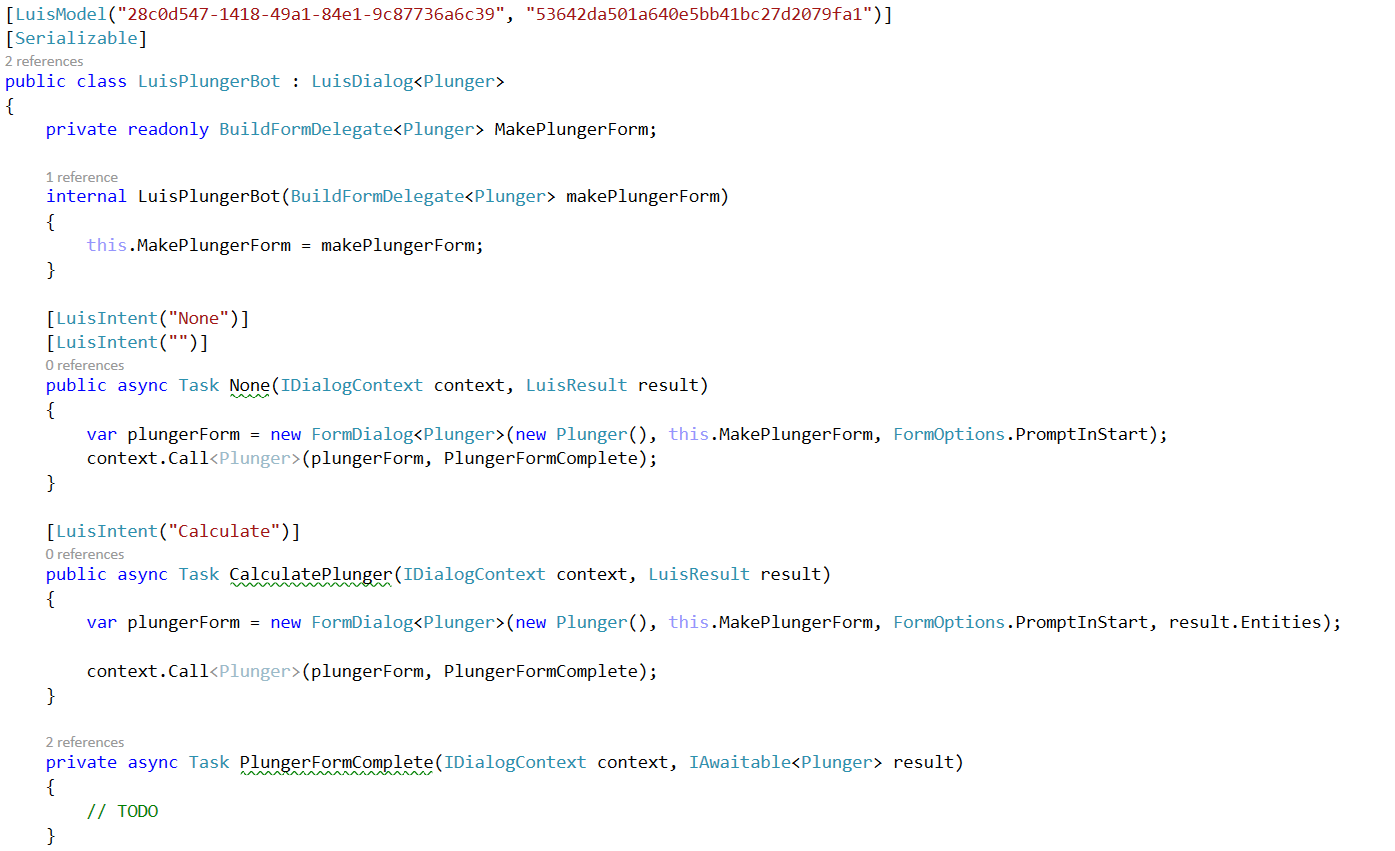 [LuisModel("28c0d547-1418-49a1-84e1-9c87736a6c39", "53642da501a640e5bb41bc27d2079fa1")]
[Serializable]
2 references
public class LuisPlungerBot : LuisDialog<Plunger>
{
    private readonly BuildFormDelegate<Plunger> MakePlungerForm;

    1 reference
    internal LuisPlungerBot(BuildFormDelegate<Plunger> makePlungerForm)
    {
        this.MakePlungerForm = makePlungerForm;
    }

    [LuisIntent("None")]
    [LuisIntent("")]
    0 references
    public async Task None(IDialogContext context, LuisResult result)
    {
        var plungerForm = new FormDialog<Plunger>(new Plunger(), this.MakePlungerForm, FormOptions.PromptInStart);
        context.Call<Plunger>(plungerForm, PlungerFormComplete);
    }

    [LuisIntent("Calculate")]
    0 references
    public async Task CalculatePlunger(IDialogContext context, LuisResult result)
    {
        var plungerForm = new FormDialog<Plunger>(new Plunger(), this.MakePlungerForm, FormOptions.PromptInStart, result.Entities);

        context.Call<Plunger>(plungerForm, PlungerFormComplete);
    }

    2 references
    private async Task PlungerFormComplete(IDialogContext context, IAwaitable<Plunger> result)
    {
        // TODO
    }